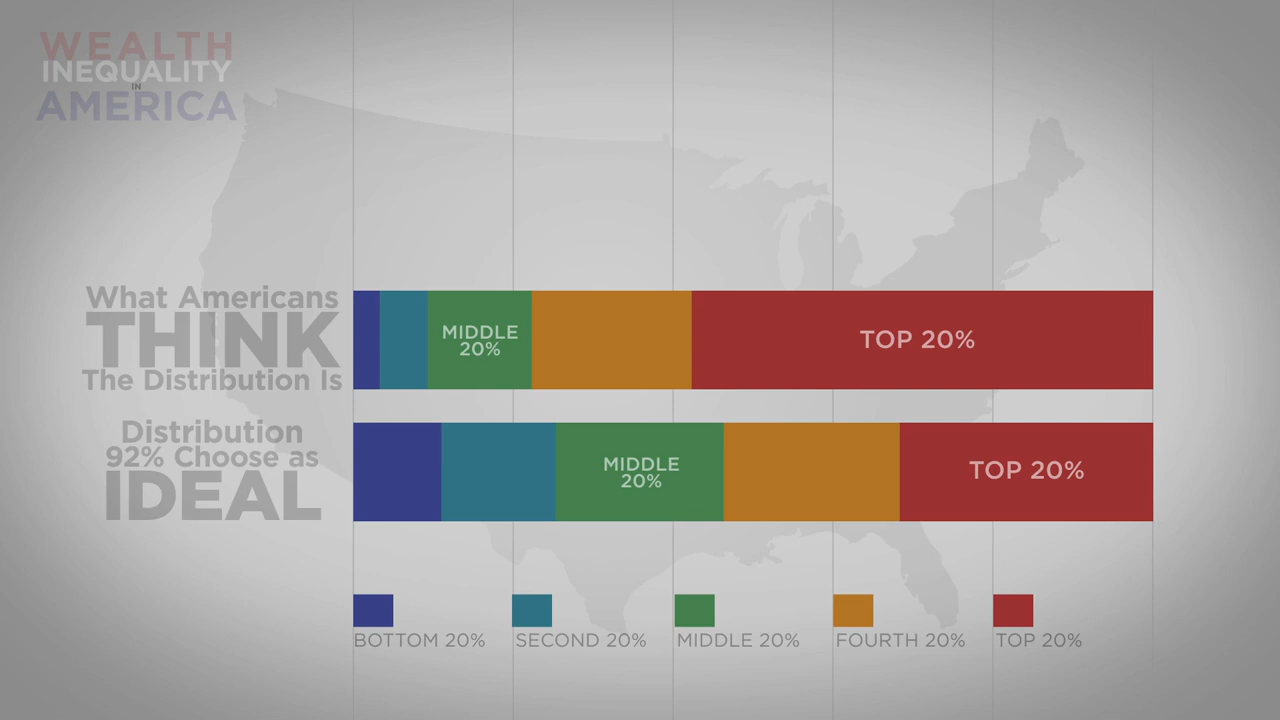 WEALTH
INEQUALITY
IN
AMERICA
What Americans
THINK
The Distribution Is
MIDDLE
20%
TOP 20%
Distribution
92% Choose as
IDEAL
MIDDLE
20%
TOP 20%
BOTTOM 20%
SECOND 20%
MIDDLE 20%
FOURTH 20%
TOP 20%